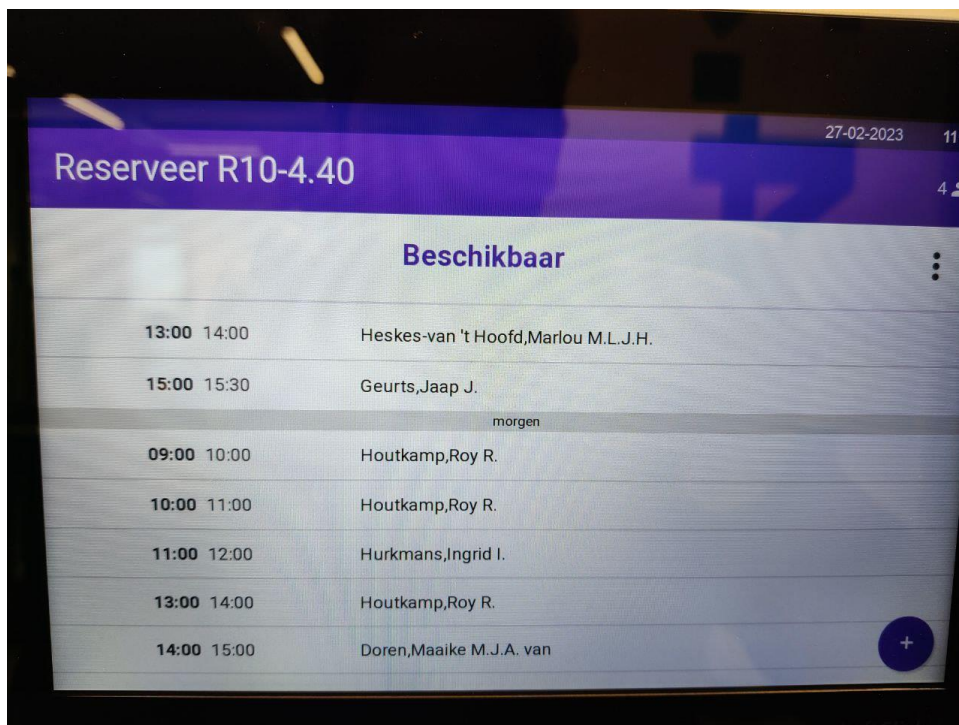 27-02-2023 11
Reserveer R10-4.40
4
Beschikbaar
13:00 14:00 Heskes-van 't Hoofd,Marlou M.L.J.H.
15:00 15:30 Geurts,Jaap J.
morgen
09:00 10:00 Houtkamp,Roy R.
10:00 11:00 Houtkamp,Roy R.
11:00 12:00 Hurkmans,Ingrid I.
13:00 14:00 Houtkamp,Roy R.
14:00 15:00 Doren,Maaike M.J.A. van
+